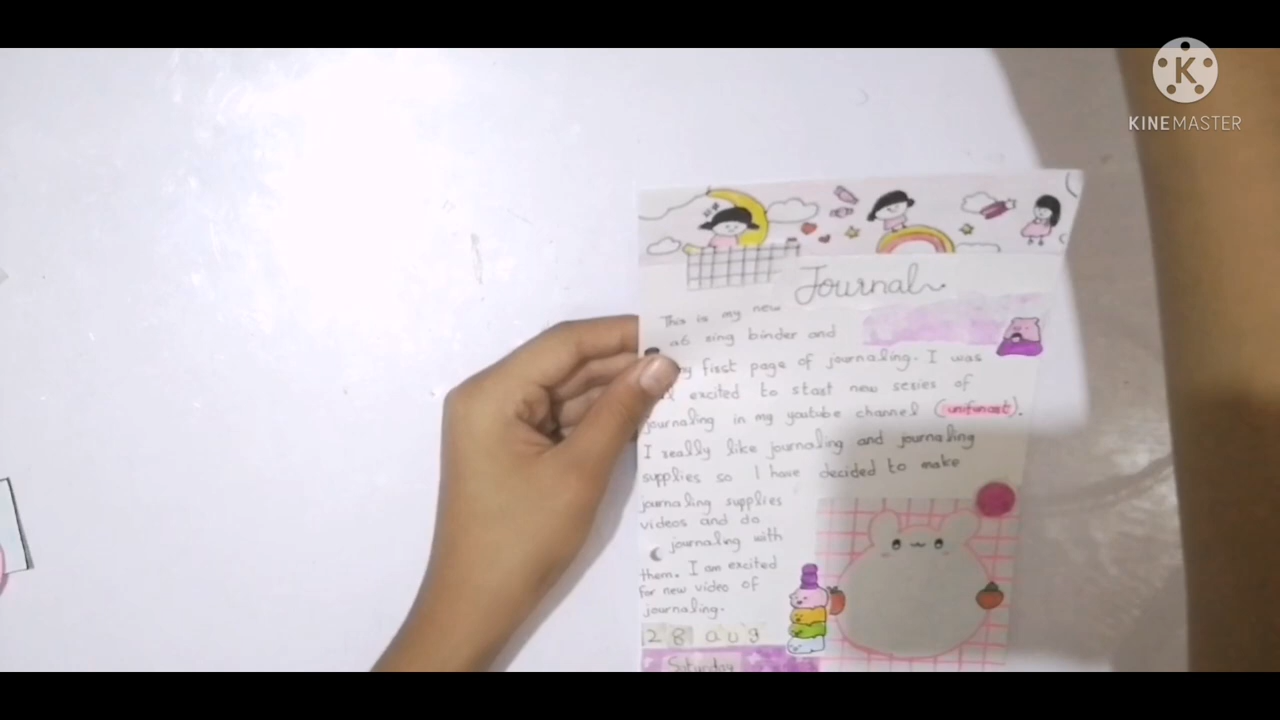 KINEMASTER
Journal
This is my new
a6 ring binder and
my first page of journaling. I was
excited to start new series of
journaling in my youtube channel (unifunast).
I really like journaling and journaling
supplies so I have decided to make
journaling supplies
videos and do
journaling with
them. I am excited
for new video of
journaling.
28 aug
Saturday